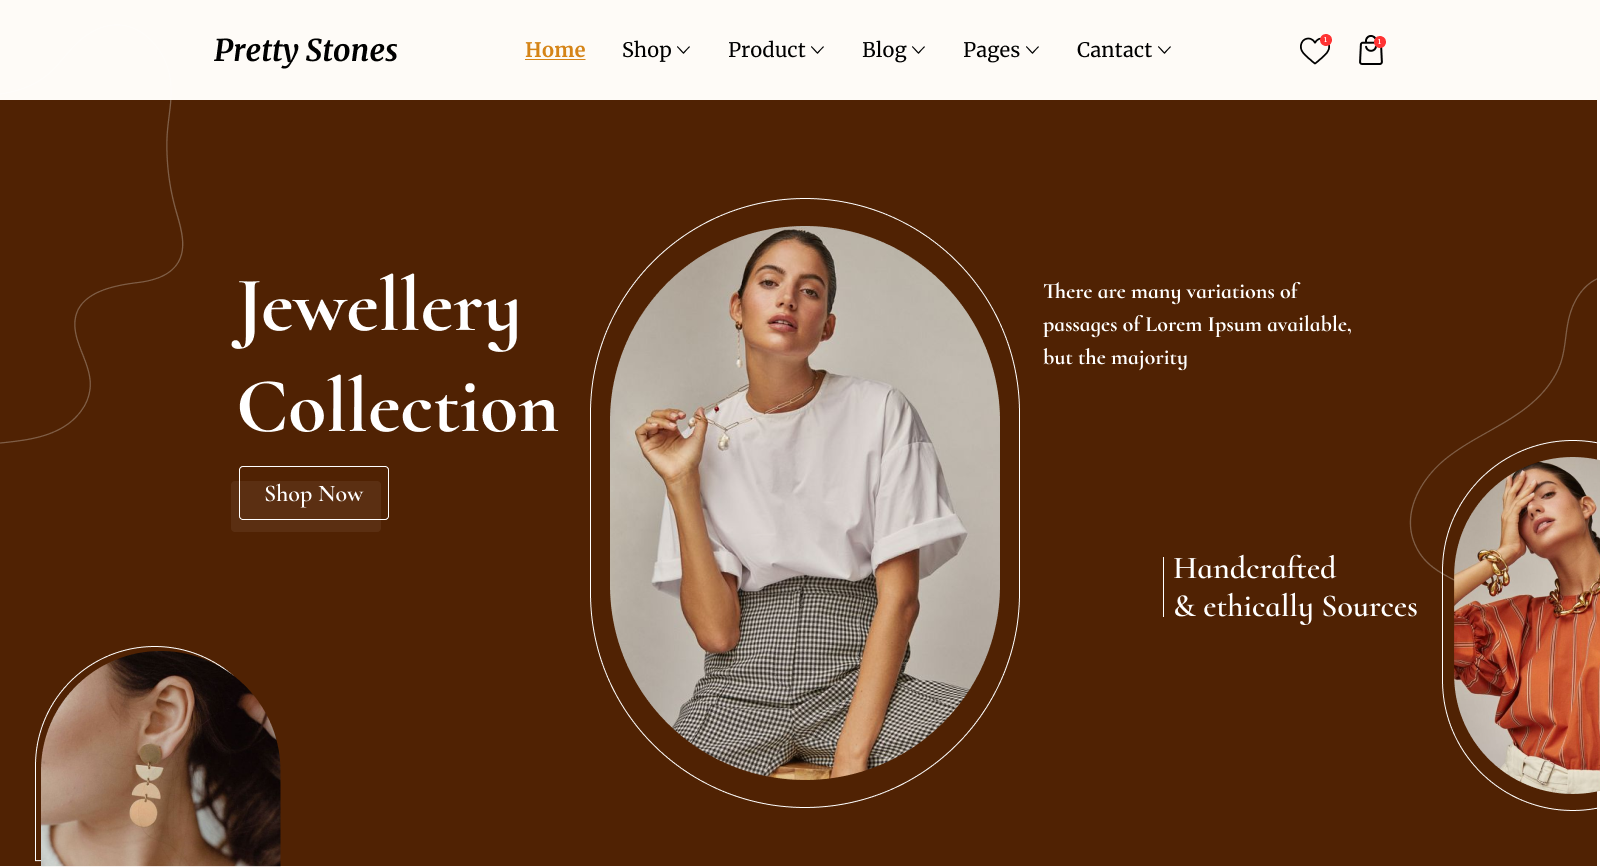 Pretty Stones
Home Shop Product Blog Pages Cantact
1 1
Jewellery
Collection
Shop Now
There are many variations of
passages of Lorem Ipsum available,
but the majority
Handcrafted
& ethically Sources